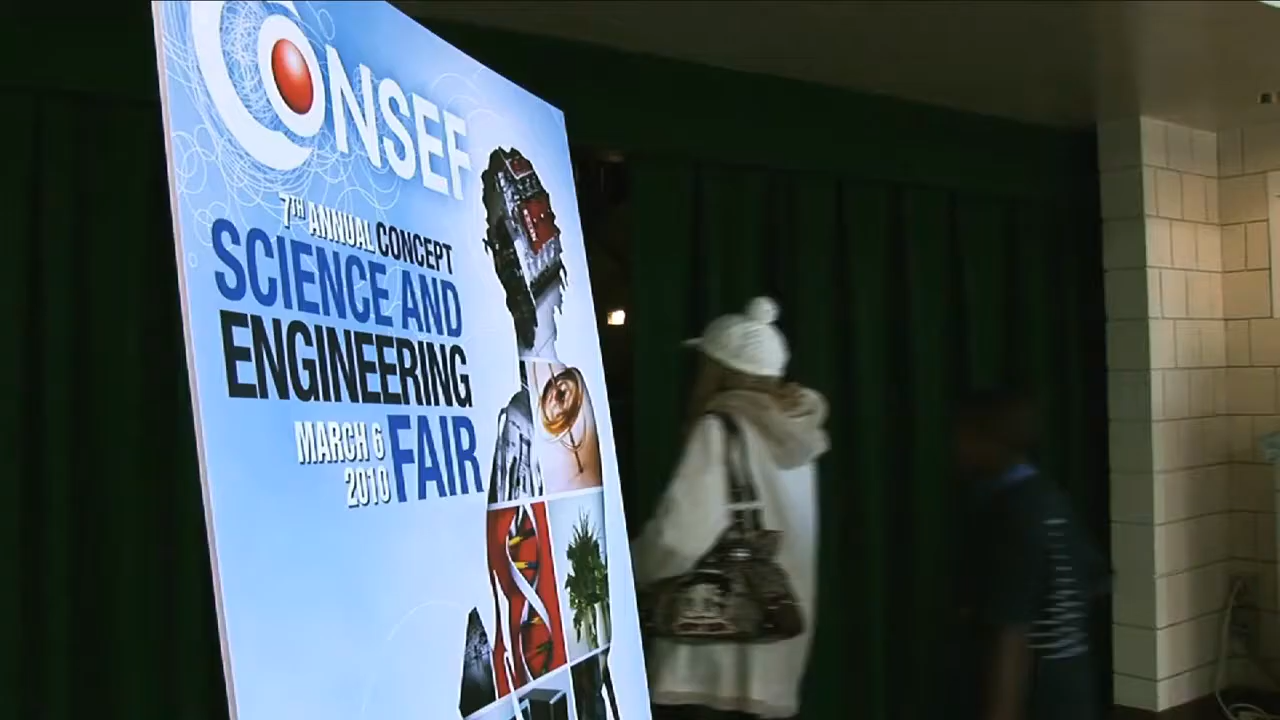 CONSEF
7TH ANNUAL CONCEPT
SCIENCE AND
ENGINEERING
MARCH 6
2010
FAIR